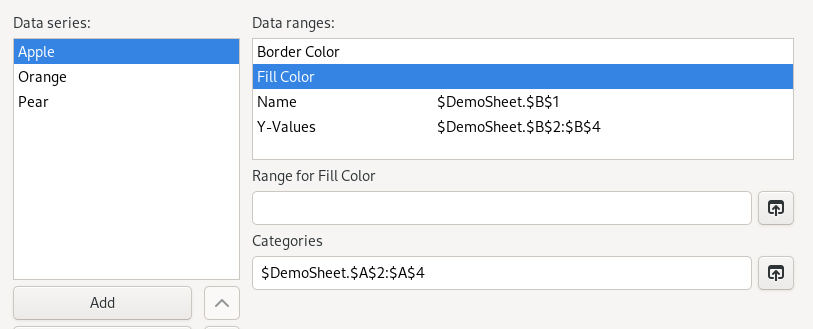 Data series:
Apple
Orange
Pear
Add
Data ranges:
Border Color
Fill Color
Name $DemoSheet.$B$1
Y-Values $DemoSheet.$B$2:$B$4
Range for Fill Color
Categories
$DemoSheet.$A$2:$A$4